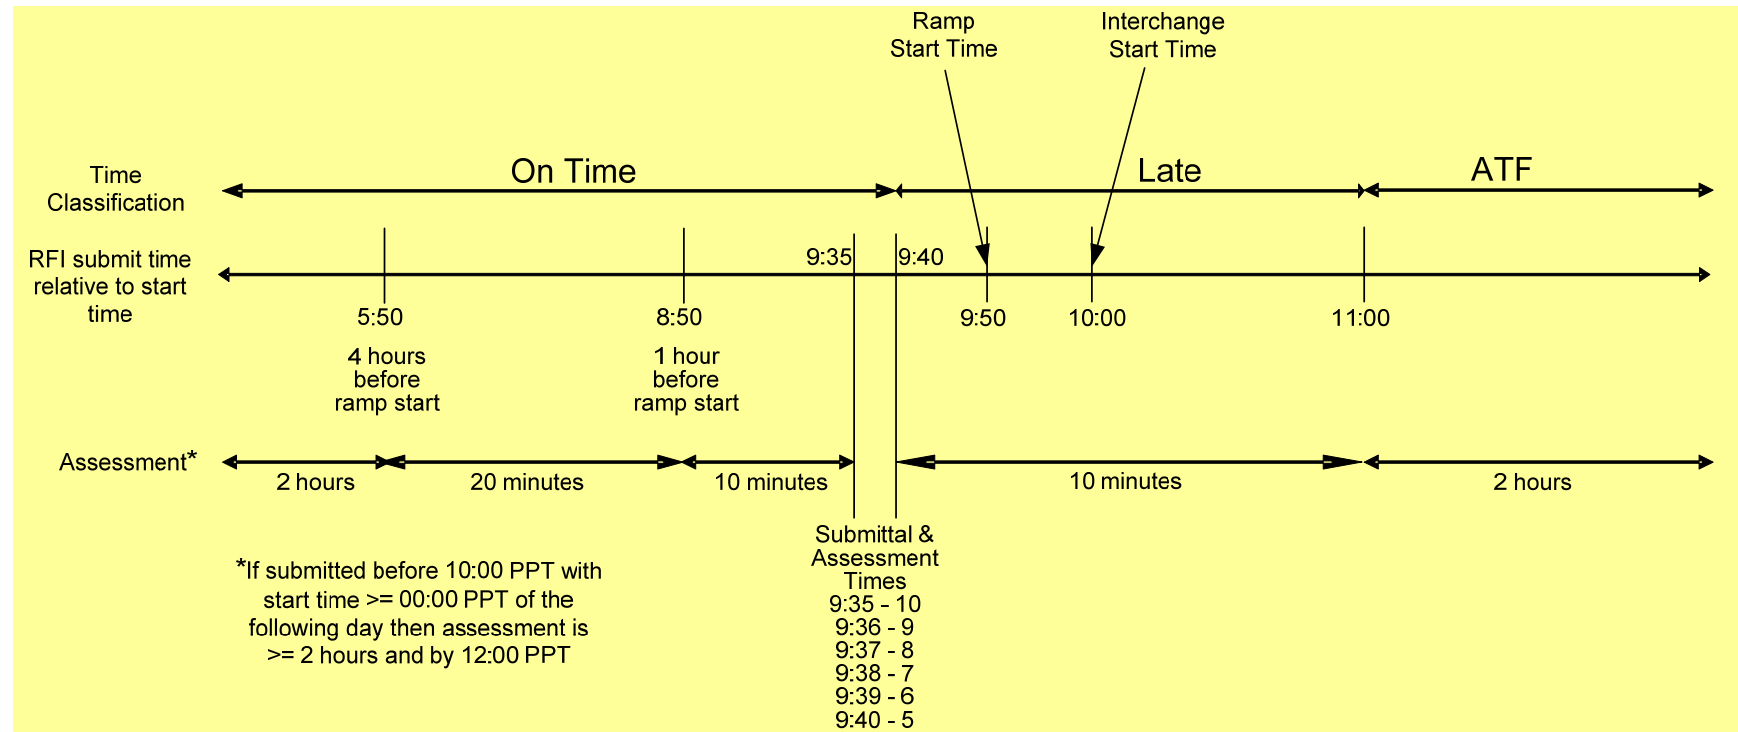 Ramp
Start Time
Interchange
Start Time
Time
Classification
On Time
Late
ATF
RFI submit time
relative to start
time
9:35
9:40
5:50
8:50
9:50
10:00
11:00
4 hours
before
ramp start
1 hour
before
ramp start
Assessment*
2 hours
20 minutes
10 minutes
10 minutes
2 hours
Submittal &
Assessment
Times
9:35 - 10
9:36 - 9
9:37 - 8
9:38 - 7
9:39 - 6
9:40 - 5
*If submitted before 10:00 PPT with
start time >= 00:00 PPT of the
following day then assessment is
>= 2 hours and by 12:00 PPT